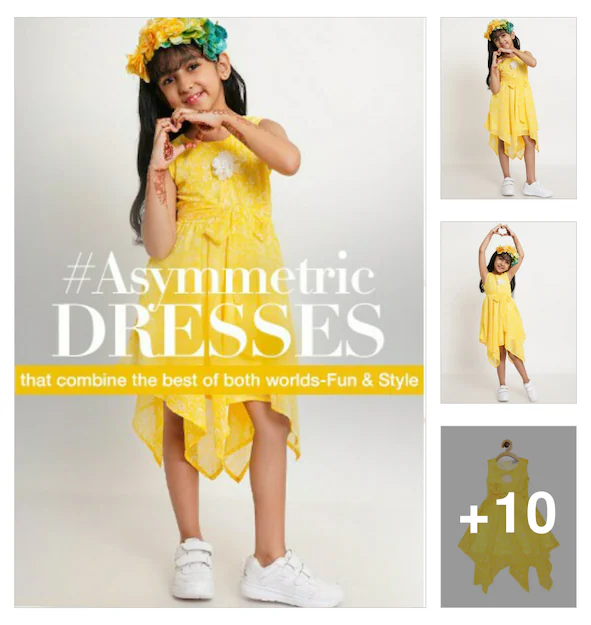 #Asymmetric
DRESSES
that combine the best of both worlds-Fun & Style
+10